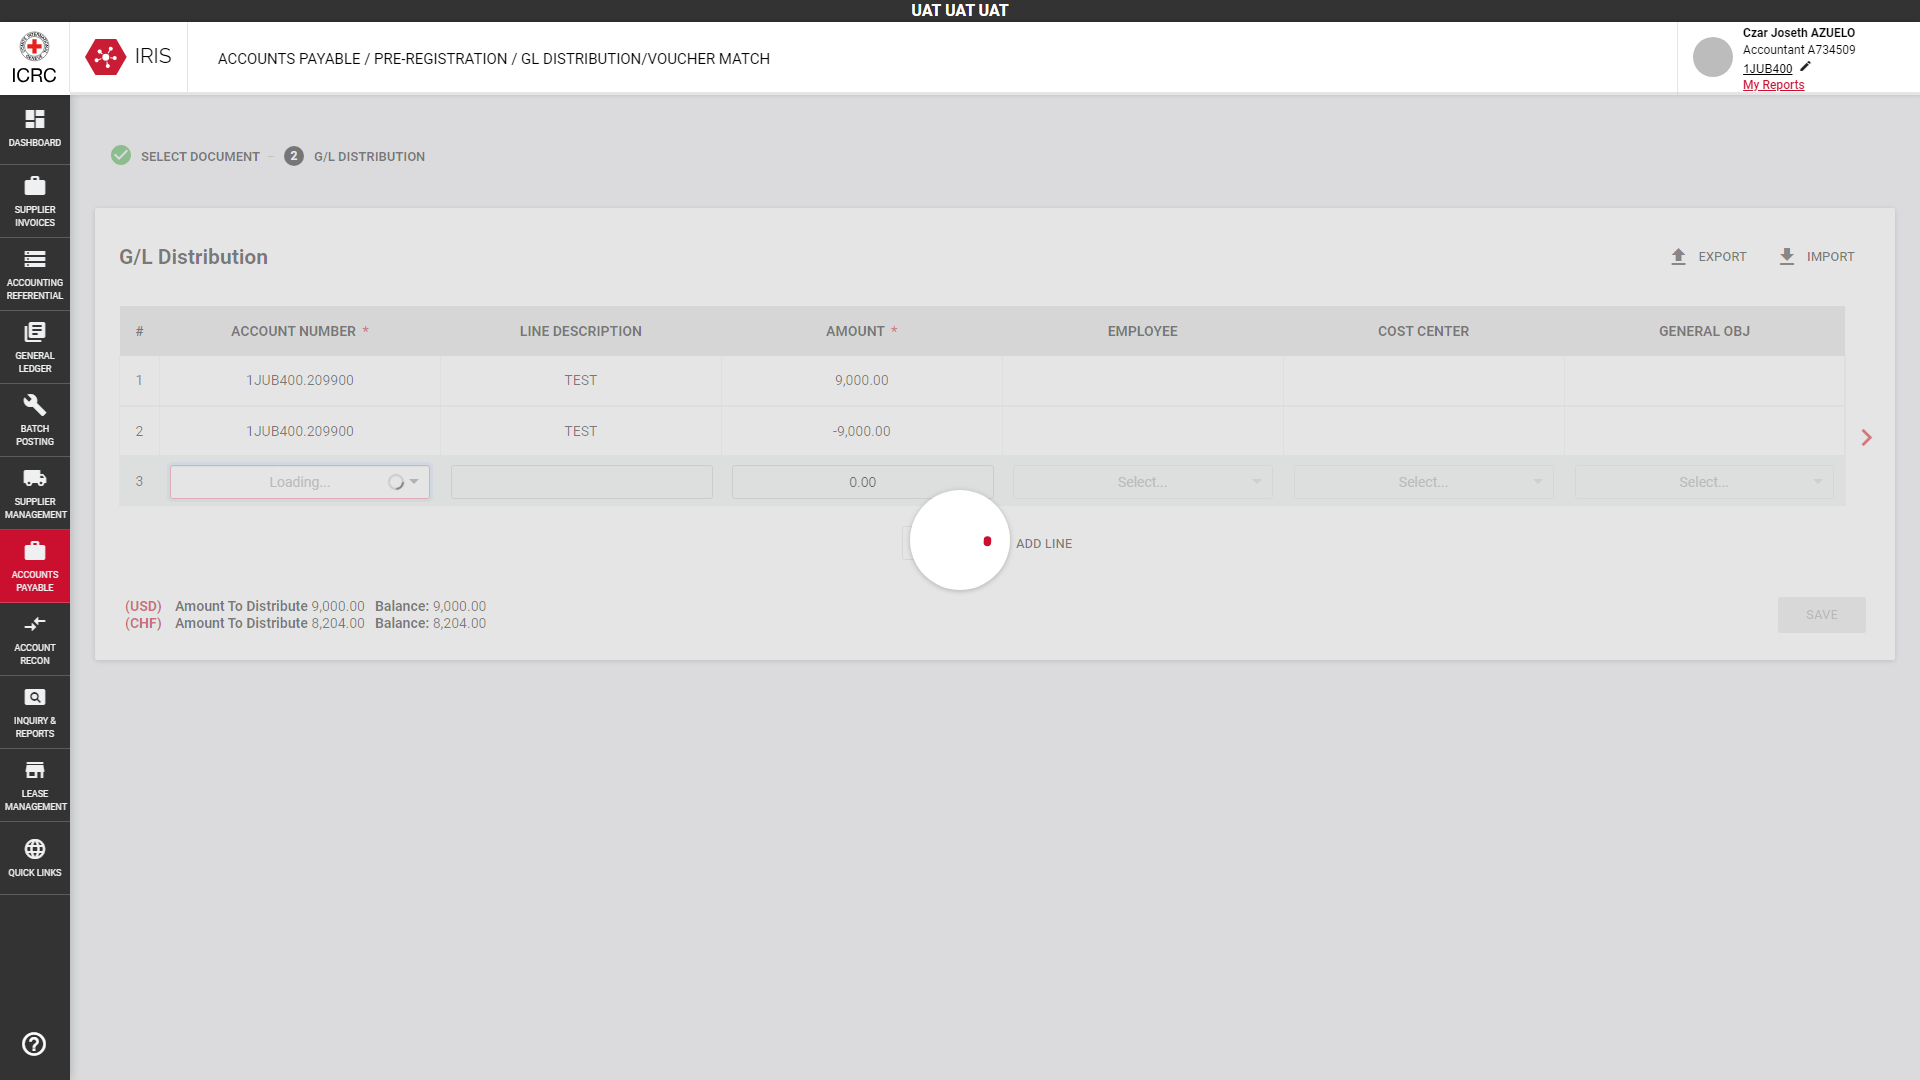 UAT UAT UAT
ICRC
IRIS
ACCOUNTS PAYABLE / PRE-REGISTRATION / GL DISTRIBUTION/VOUCHER MATCH
Czar Joseth AZUELO
Accountant A734509
1JUB400
My Reports
DASHBOARD
SUPPLIER
INVOICES
ACCOUNTING
REFERENTIAL
GENERAL
LEDGER
BATCH
POSTING
SUPPLIER
MANAGEMENT
ACCOUNTS
PAYABLE
ACCOUNT
RECON
INQUIRY &
REPORTS
LEASE
MANAGEMENT
QUICK LINKS
SELECT DOCUMENT
2 G/L DISTRIBUTION
G/L Distribution
EXPORT IMPORT
# ACCOUNT NUMBER * LINE DESCRIPTION AMOUNT * EMPLOYEE COST CENTER GENERAL OBJ
1 1JUB400.209900 TEST 9,000.00
2 1JUB400.209900 TEST -9,000.00
3 Loading... 0.00 Select... Select... Select...
ADD LINE
(USD) Amount To Distribute 9,000.00 Balance: 9,000.00
(CHF) Amount To Distribute 8,204.00 Balance: 8,204.00
SAVE